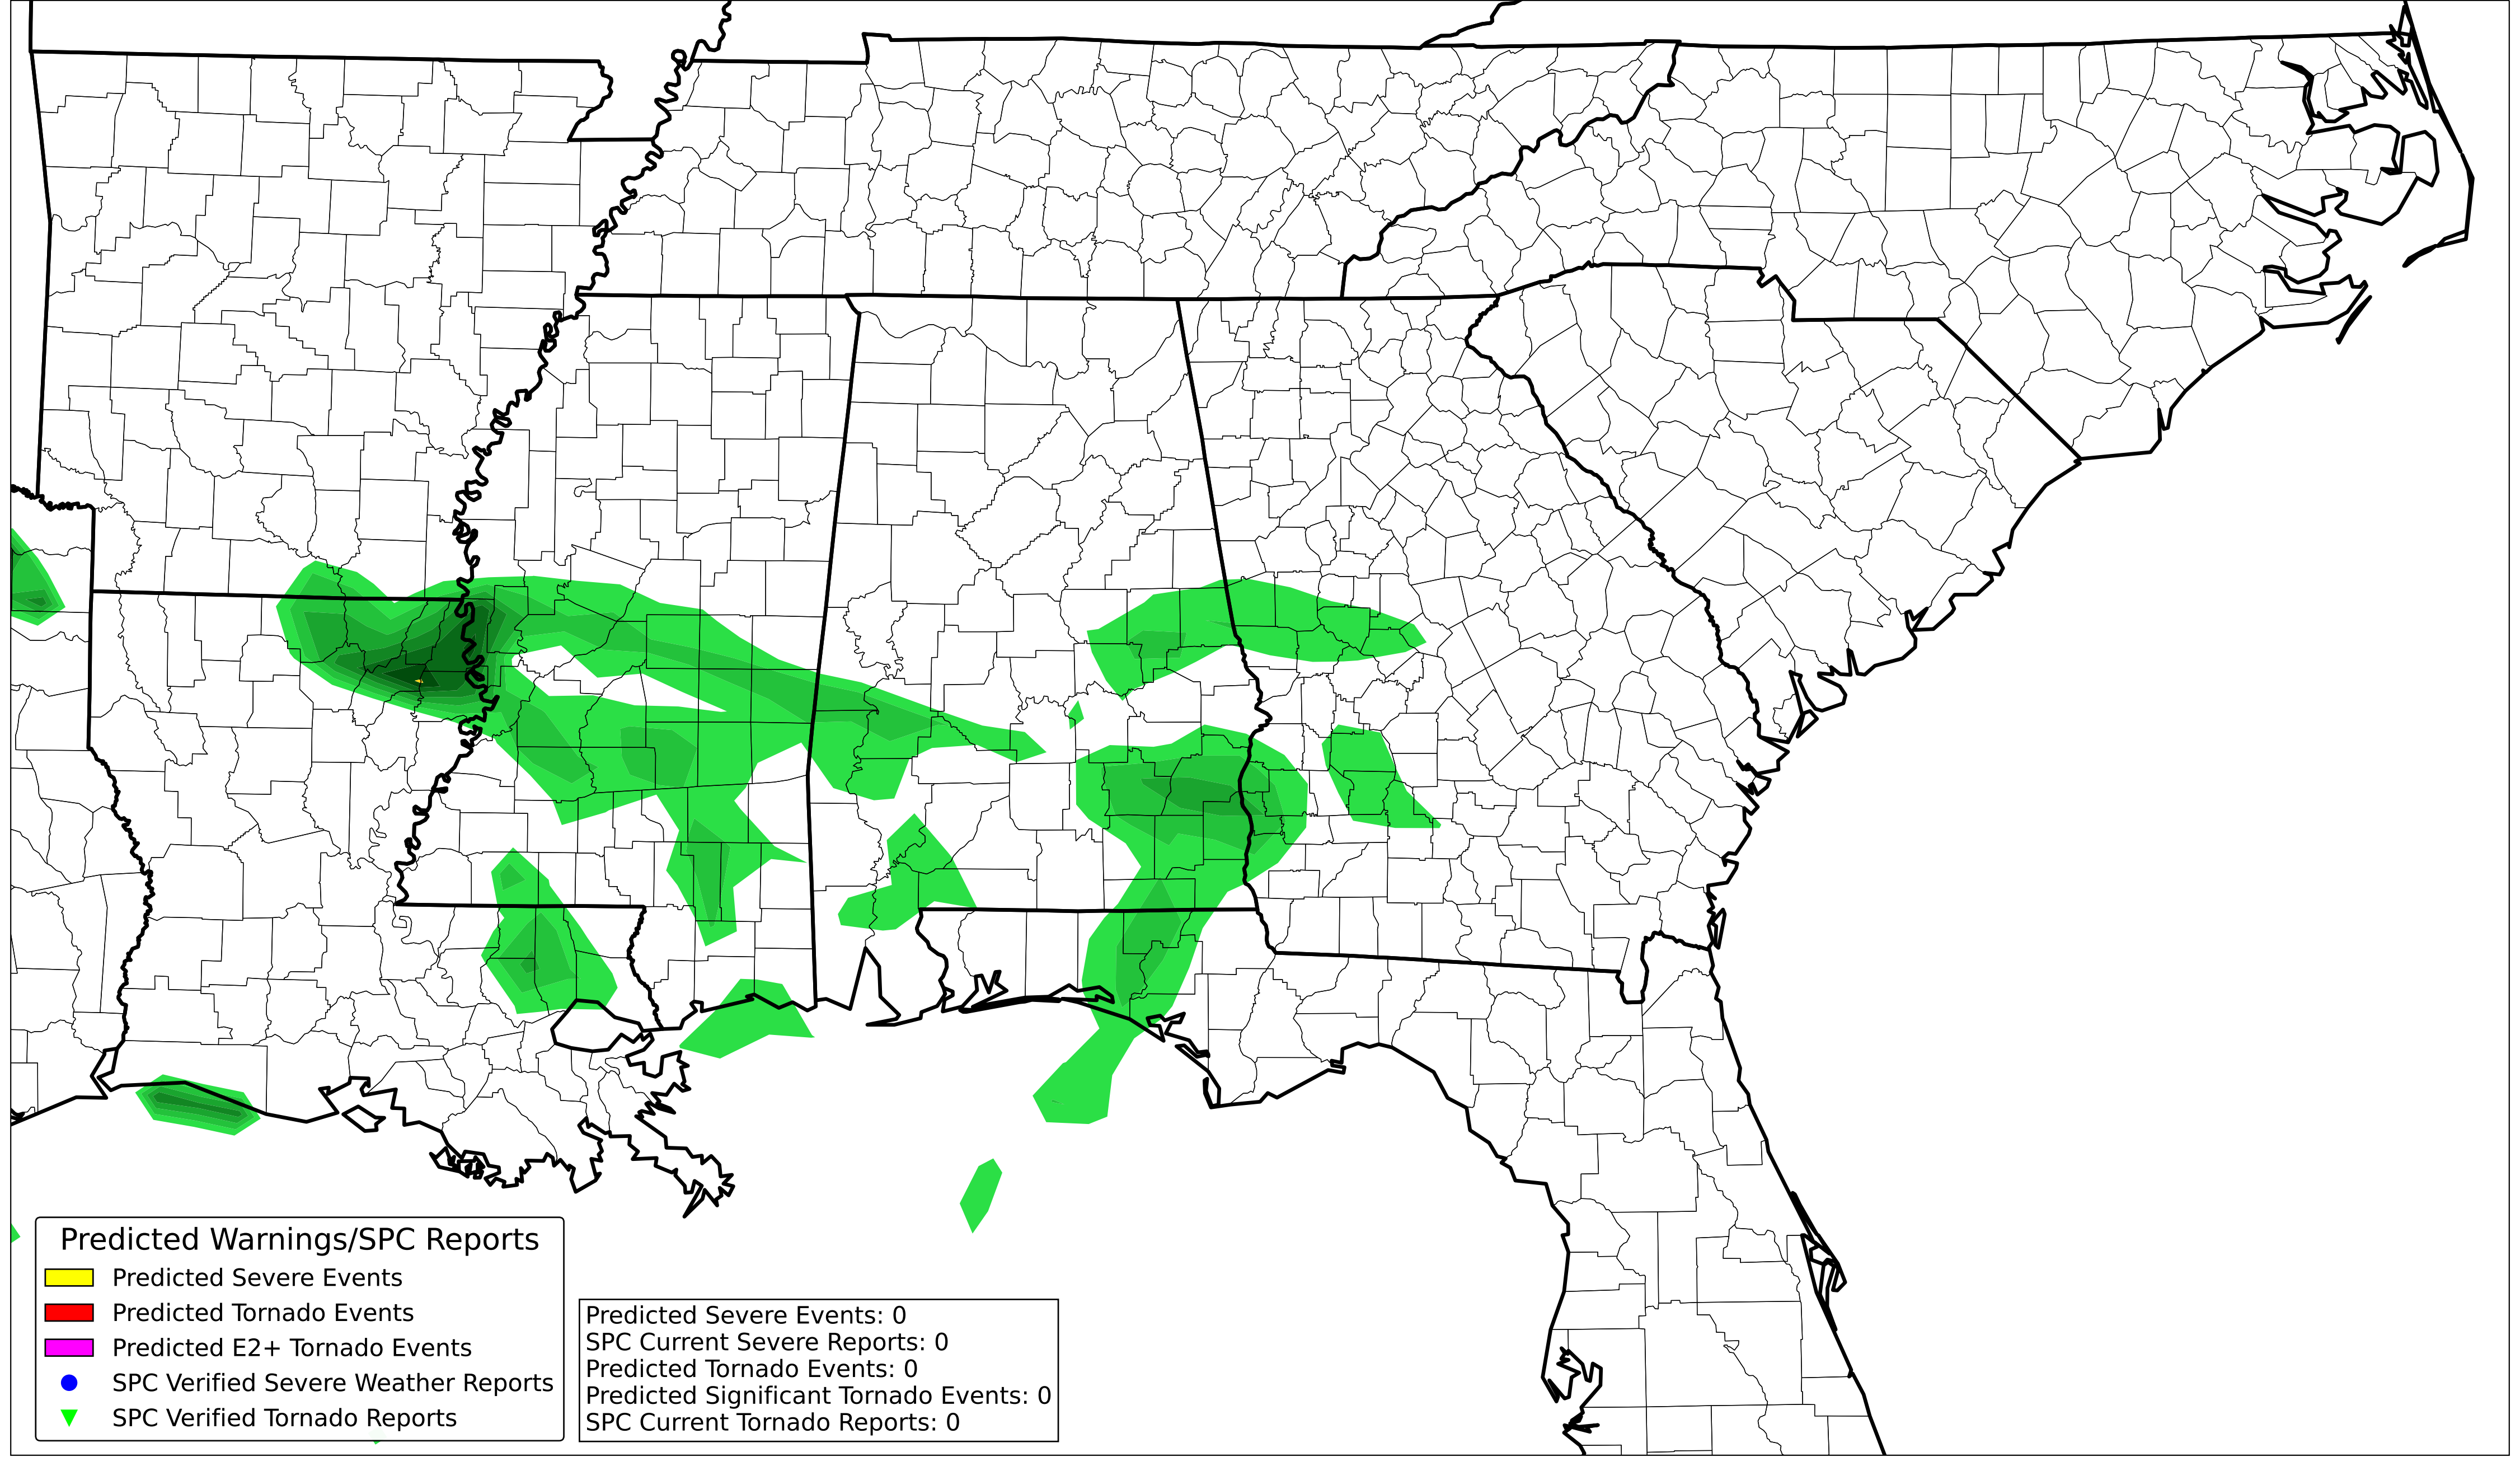 Predicted Warnings/SPC Reports
Predicted Severe Events
Predicted Tornado Events
Predicted E2+ Tornado Events
SPC Verified Severe Weather Reports
SPC Verified Tornado Reports
Predicted Severe Events: 0
SPC Current Severe Reports: 0
Predicted Tornado Events: 0
Predicted Significant Tornado Events: 0
SPC Current Tornado Reports: 0